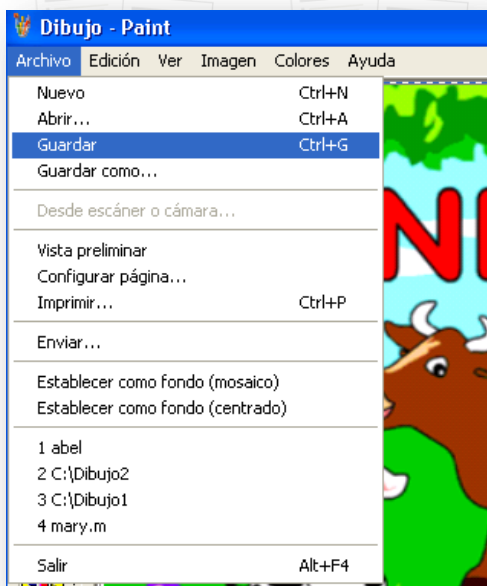 Dibujo - Paint
Archivo Edición Ver Imagen Colores Ayuda
Nuevo Ctrl+N
Abrir... Ctrl+A
Guardar Ctrl+G
Guardar como...
Desde escáner o cámara...
Vista preliminar
Configurar página...
Imprimir... Ctrl+P
Enviar...
Establecer como fondo (mosaico)
Establecer como fondo (centrado)
1 abel
2 C:\Dibujo2
3 C:\Dibujo1
4 mary.m
Salir Alt+F4